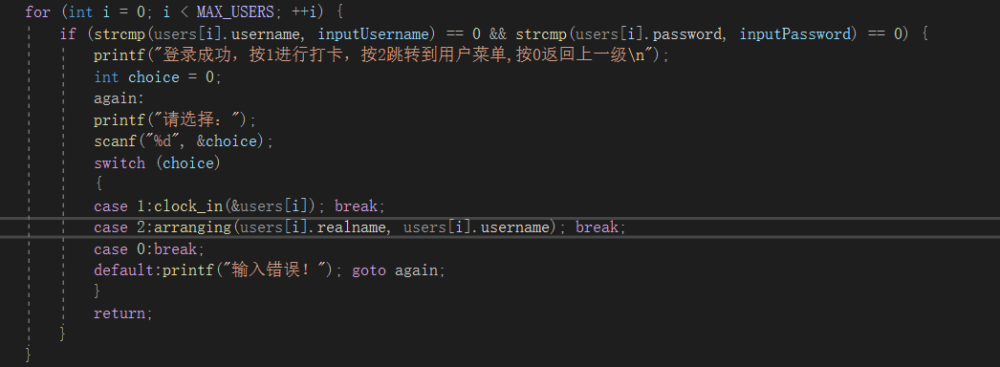 for (int i = 0; i < MAX_USERS; ++i) {
if (strcmp(users[i].username, inputUsername) == 0 && strcmp(users[i].password, inputPassword) == 0) {
printf("登录成功，按1进行打卡，按2跳转到用户菜单,按0返回上一级\n");
int choice = 0;
again:
printf("请选择：");
scanf("%d", &choice);
switch (choice)
{
case 1:clock_in(&users[i]); break;
case 2:arranging(users[i].realname, users[i].username); break;
case 0:break;
default:printf("输入错误！"); goto again;
}
return;
}
}